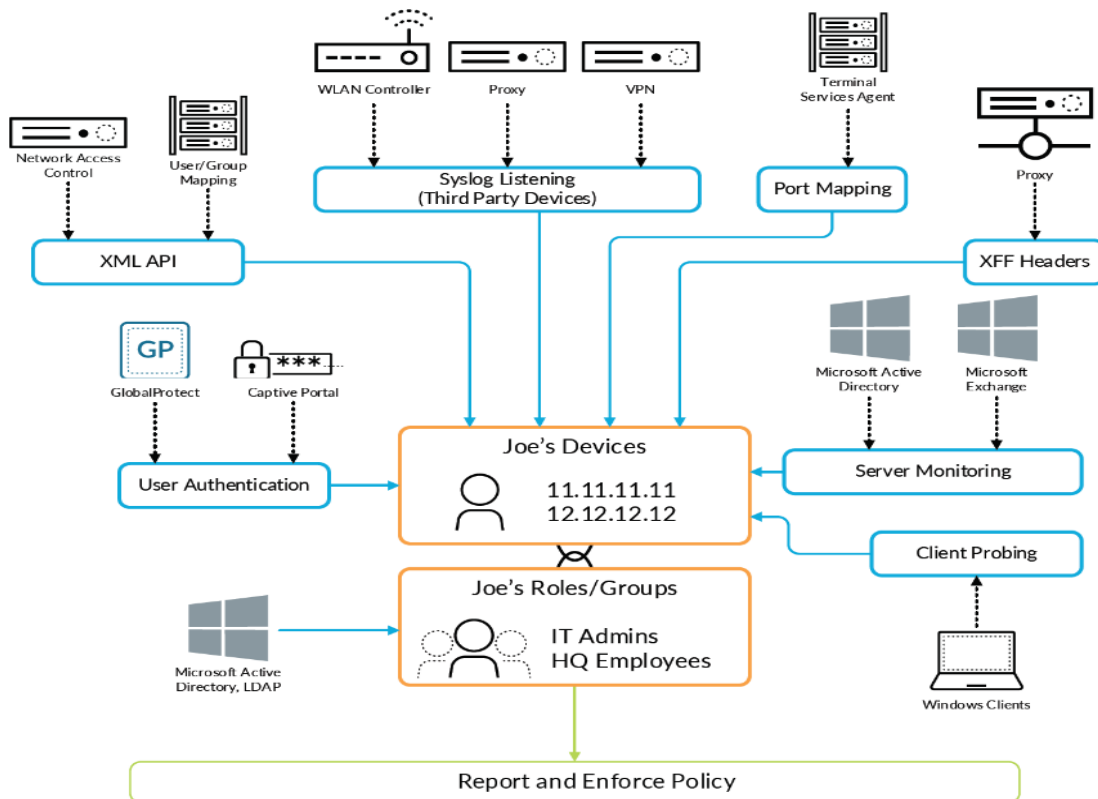 WLAN Controller
Proxy
VPN
Terminal
Services Agent
Network Access
Control
User/Group
Mapping
Proxy
Syslog Listening
(Third Party Devices)
Port Mapping
XML API
XFF Headers
GP
***
GlobalProtect
Captive Portal
Microsoft Active
Directory
Microsoft
Exchange
User Authentication
Joe's Devices
11.11.11.11
12.12.12.12
Server Monitoring
Client Probing
Joe's Roles/Groups
IT Admins
HQ Employees
Microsoft Active
Directory, LDAP
Windows Clients
Report and Enforce Policy